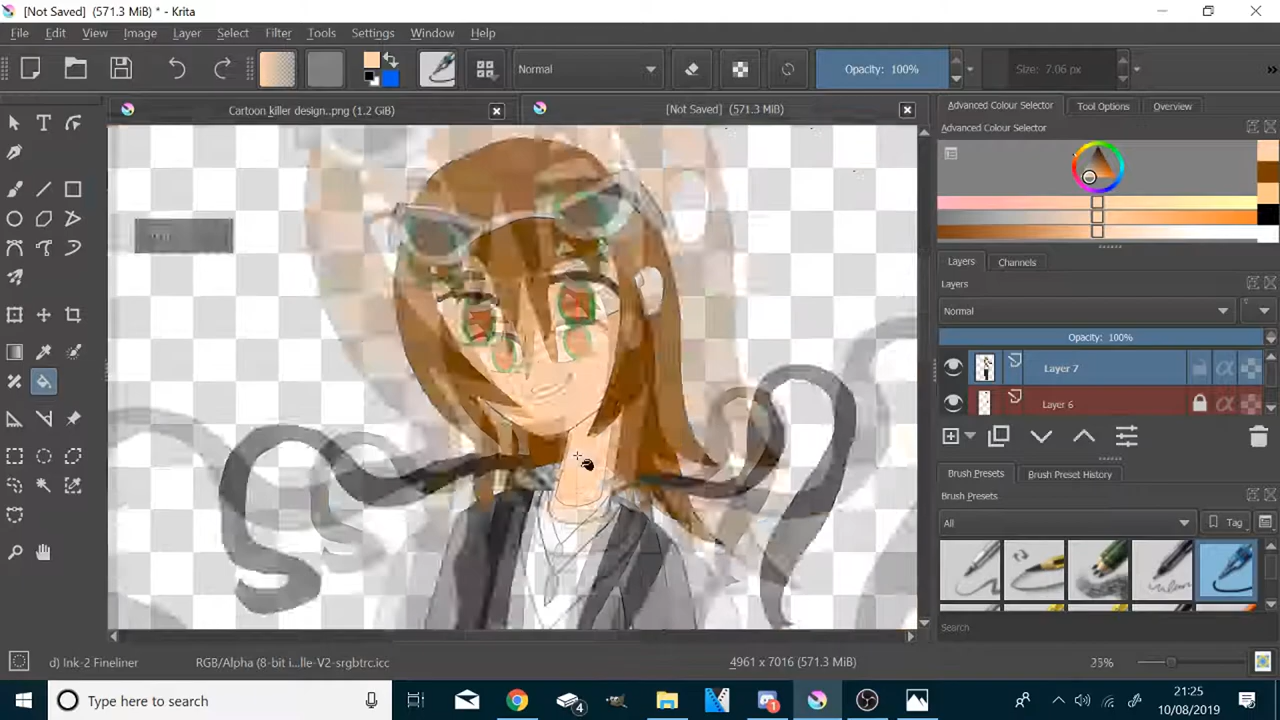 [Not Saved]  (571.3 MiB) * - Krita
File Edit View Image Layer Select Filter Tools Settings Window Help
Normal
Opacity: 100%
Size: 7.06 px
»
Cartoon killer design..png (1.2 GiB)
[Not Saved]  (571.3 MiB)
Advanced Colour Selector
Tool Options
Overview
Advanced Colour Selector
Layers
Channels
Layers
Normal
Opacity: 100%
Layer 7
Layer 6
Brush Presets
Brush Preset History
Brush Presets
All
Tag
Search
d) Ink-2 Fineliner
RGB/Alpha (8-bit i...lle-V2-srgbtrc.icc
4961 x 7016 (571.3 MiB)
25%
Type here to search
4
1
21:25
10/08/2019